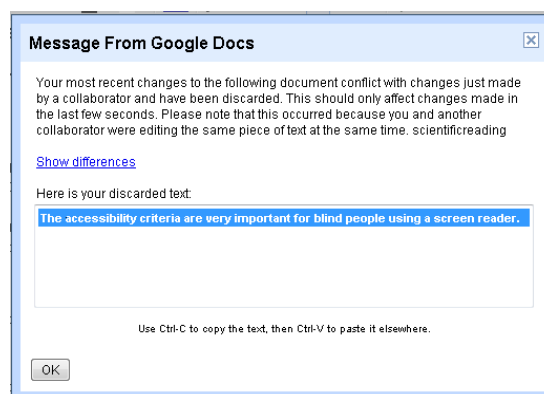 Message From Google Docs
Your most recent changes to the following document conflict with changes just made
by a collaborator and have been discarded. This should only affect changes made in
the last few seconds. Please note that this occurred because you and another
collaborator were editing the same piece of text at the same time. scientificreading
Show differences
Here is your discarded text:
The accessibility criteria are very important for blind people using a screen reader.
Use Ctrl-C to copy the text, then Ctrl-V to paste it elsewhere.
OK